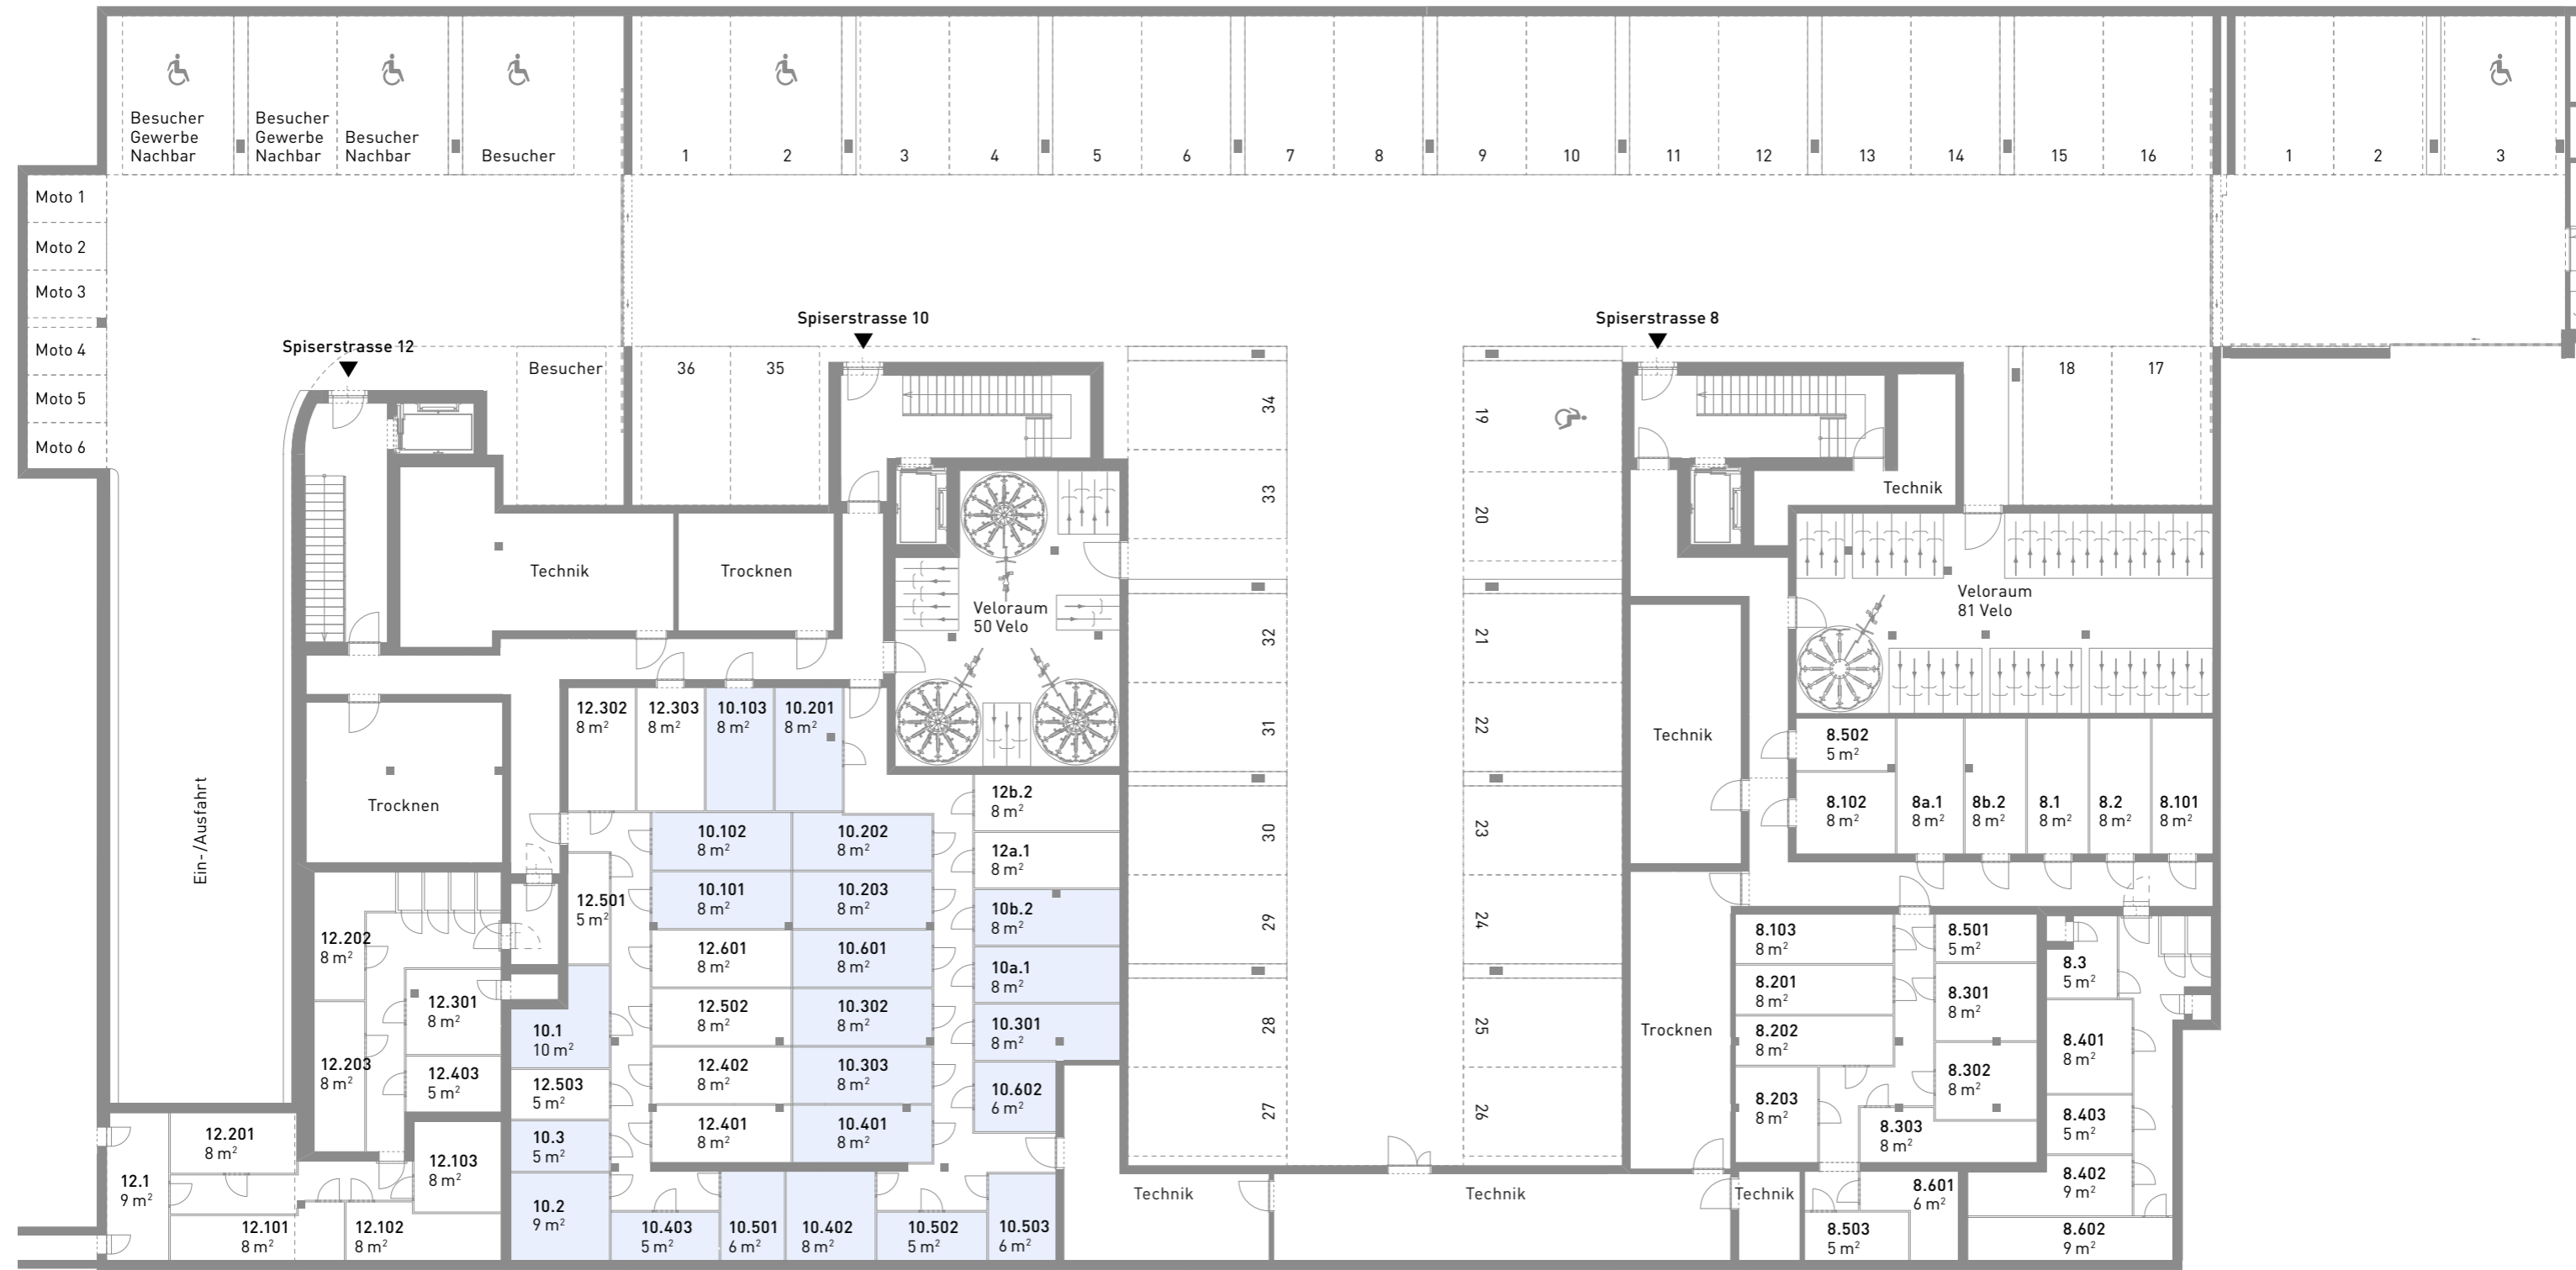 Besucher
Gewerbe
Nachbar
Besucher
Gewerbe
Nachbar
Besucher
Nachbar
Besucher
1
2
3
4
5
6
7
8
9
10
11
12
13
14
15
16
1
2
3
Moto 1
Moto 2
Moto 3
Moto 4
Moto 5
Moto 6
Spiserstrasse 12
Spiserstrasse 10
Spiserstrasse 8
Besucher
36
35
34
33
32
31
30
29
28
27
19
20
21
22
23
24
25
26
18
17
Technik
Technik
Trocknen
Veloraum
50 Velo
Veloraum
81 Velo
Ein-/Ausfahrt
Trocknen
Technik
Trocknen
12.302
8 m²
12.303
8 m²
10.103
8 m²
10.201
8 m²
12b.2
8 m²
12a.1
8 m²
10.102
8 m²
10.202
8 m²
10.101
8 m²
10.203
8 m²
10b.2
8 m²
12.501
5 m²
12.601
8 m²
10.601
8 m²
10a.1
8 m²
12.502
8 m²
10.302
8 m²
10.301
8 m²
10.1
10 m²
12.402
8 m²
10.303
8 m²
10.602
6 m²
12.503
5 m²
12.401
8 m²
10.401
8 m²
10.3
5 m²
10.2
9 m²
10.403
5 m²
10.501
6 m²
10.402
8 m²
10.502
5 m²
10.503
6 m²
12.202
8 m²
12.301
8 m²
12.203
8 m²
12.403
5 m²
12.201
8 m²
12.103
8 m²
12.1
9 m²
12.101
8 m²
12.102
8 m²
8.502
5 m²
8.102
8 m²
8a.1
8 m²
8b.2
8 m²
8.1
8 m²
8.2
8 m²
8.101
8 m²
8.103
8 m²
8.501
5 m²
8.3
5 m²
8.201
8 m²
8.301
8 m²
8.202
8 m²
8.401
8 m²
8.302
8 m²
8.203
8 m²
8.303
8 m²
8.403
5 m²
8.402
9 m²
8.601
6 m²
8.503
5 m²
8.602
9 m²
Technik
Technik
Technik